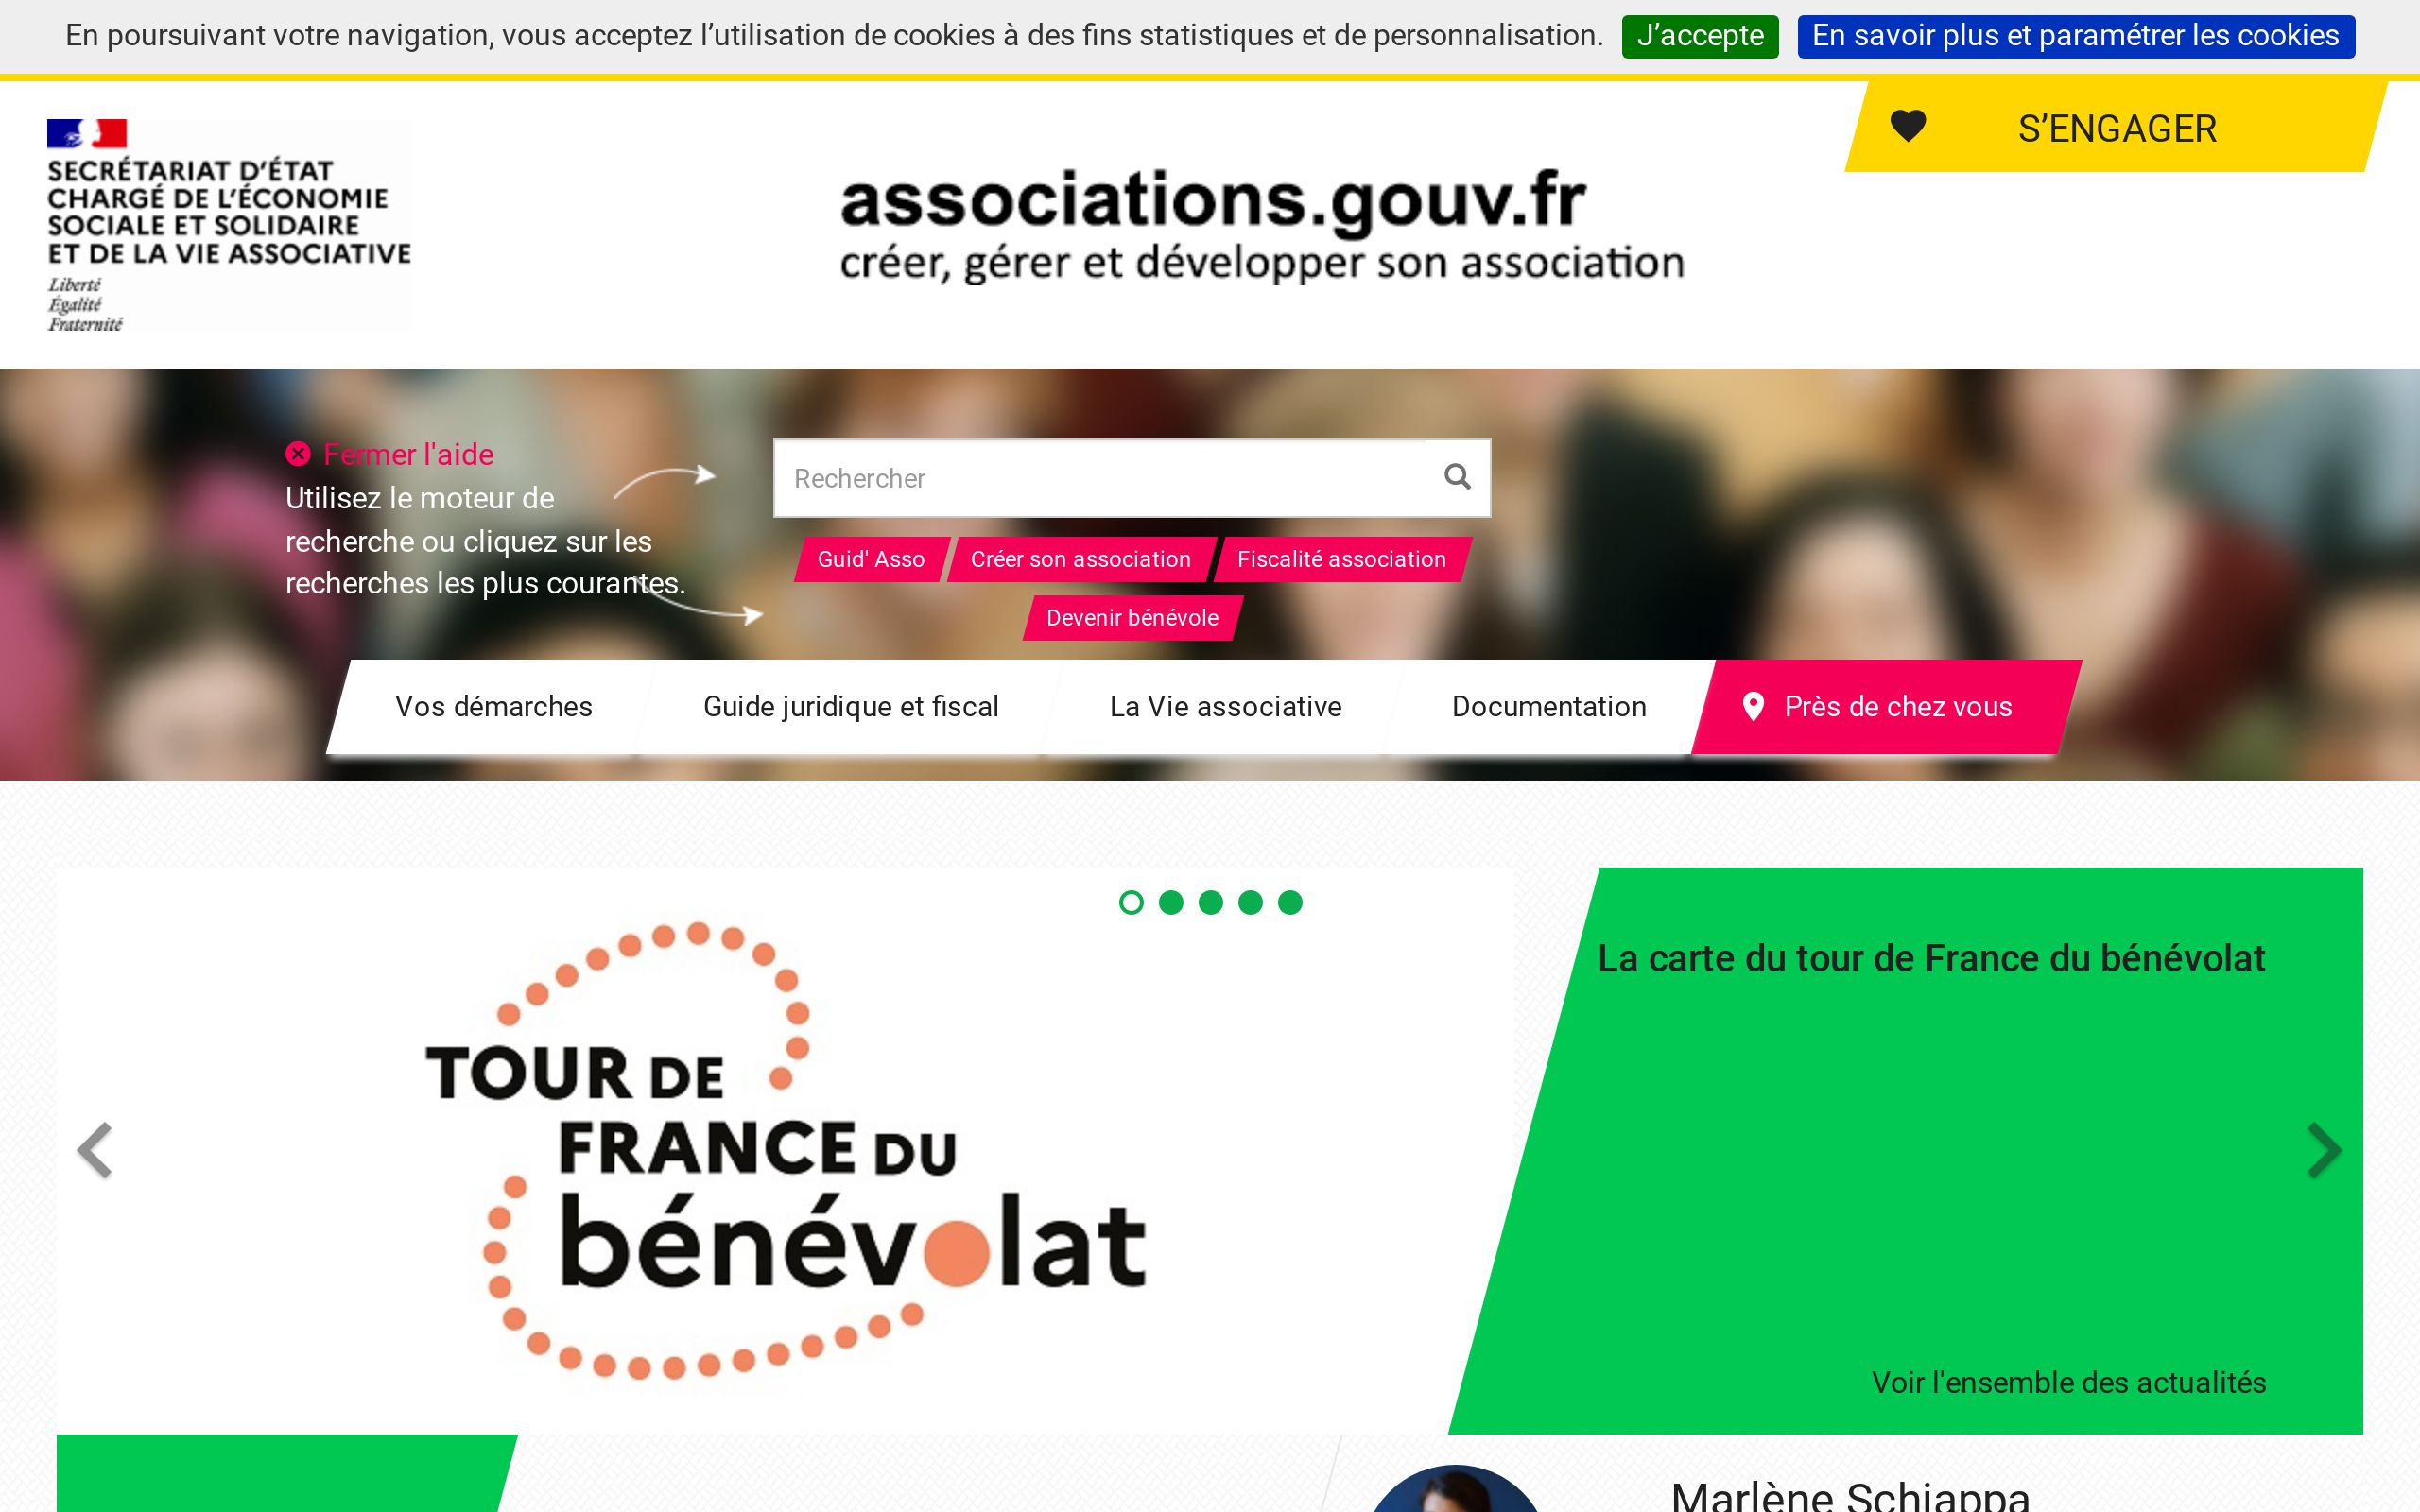 En poursuivant votre navigation, vous acceptez l’utilisation de cookies à des fins statistiques et de personnalisation. J’accepte En savoir plus et paramétrer les cookies
S’ENGAGER
SECRÉTARIAT D’ÉTAT
CHARGÉ DE L’ÉCONOMIE
SOCIALE ET SOLIDAIRE
ET DE LA VIE ASSOCIATIVE
Liberté
Égalité
Fraternité
associations.gouv.fr
créer, gérer et développer son association
Fermer l'aide
Utilisez le moteur de
recherche ou cliquez sur les
recherches les plus courantes.
Rechercher
Guid' Asso Créer son association Fiscalité association
Devenir bénévole
Vos démarches Guide juridique et fiscal La Vie associative Documentation Près de chez vous
TOUR DE
FRANCE DU
bénévolat
La carte du tour de France du bénévolat
Voir l'ensemble des actualités
Marlène Schiappa